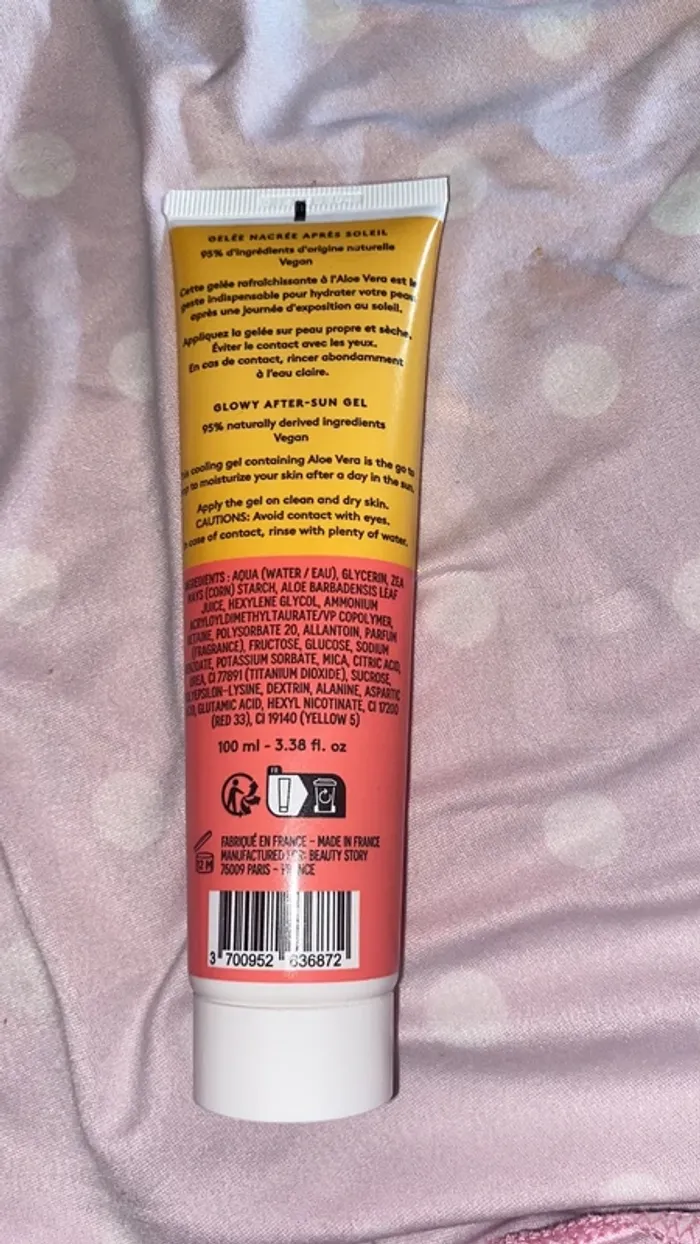 GELÉE NACRÉE APRÈS SOLEIL
95% d'ingrédients d'origine naturelle
Vegan
Cette gelée rafraîchissante à l'Aloe Vera est le
geste indispensable pour hydrater votre peau
après une journée d'exposition au soleil.
Appliquez la gelée sur peau propre et sèche.
Éviter le contact avec les yeux.
En cas de contact, rincer abondamment
à l'eau claire.
GLOWY AFTER-SUN GEL
95% naturally derived ingredients
Vegan
cooling gel containing Aloe Vera is the go to
to moisturize your skin after a day in the sun.
Apply the gel on clean and dry skin.
CAUTIONS: Avoid contact with eyes.
case of contact, rinse with plenty of water.
INGREDIENTS : AQUA (WATER / EAU), GLYCERIN, ZEA
MAYS (CORN) STARCH, ALOE BARBADENSIS LEAF
JUICE, HEXYLENE GLYCOL, AMMONIUM
ACRYLOYLDIMETHYLTAURATE/VP COPOLYMER,
BETAINE, POLYSORBATE 20, ALLANTOIN, PARFUM
(FRAGRANCE), FRUCTOSE, GLUCOSE, SODIUM
BENZOATE, POTASSIUM SORBATE, MICA, CITRIC ACID,
UREA, CI 77891 (TITANIUM DIOXIDE), SUCROSE,
POLYEPSILON-LYSINE, DEXTRIN, ALANINE, ASPARTIC
GLUTAMIC ACID, HEXYL NICOTINATE, CI 17200
(RED 33), CI 19140 (YELLOW 5)
100 ml - 3.38 fl. oz
FR
12 M
FABRIQUÉ EN FRANCE - MADE IN FRANCE
MANUFACTURED FOR: BEAUTY STORY
75009 PARIS - FRANCE
3 700952 636872